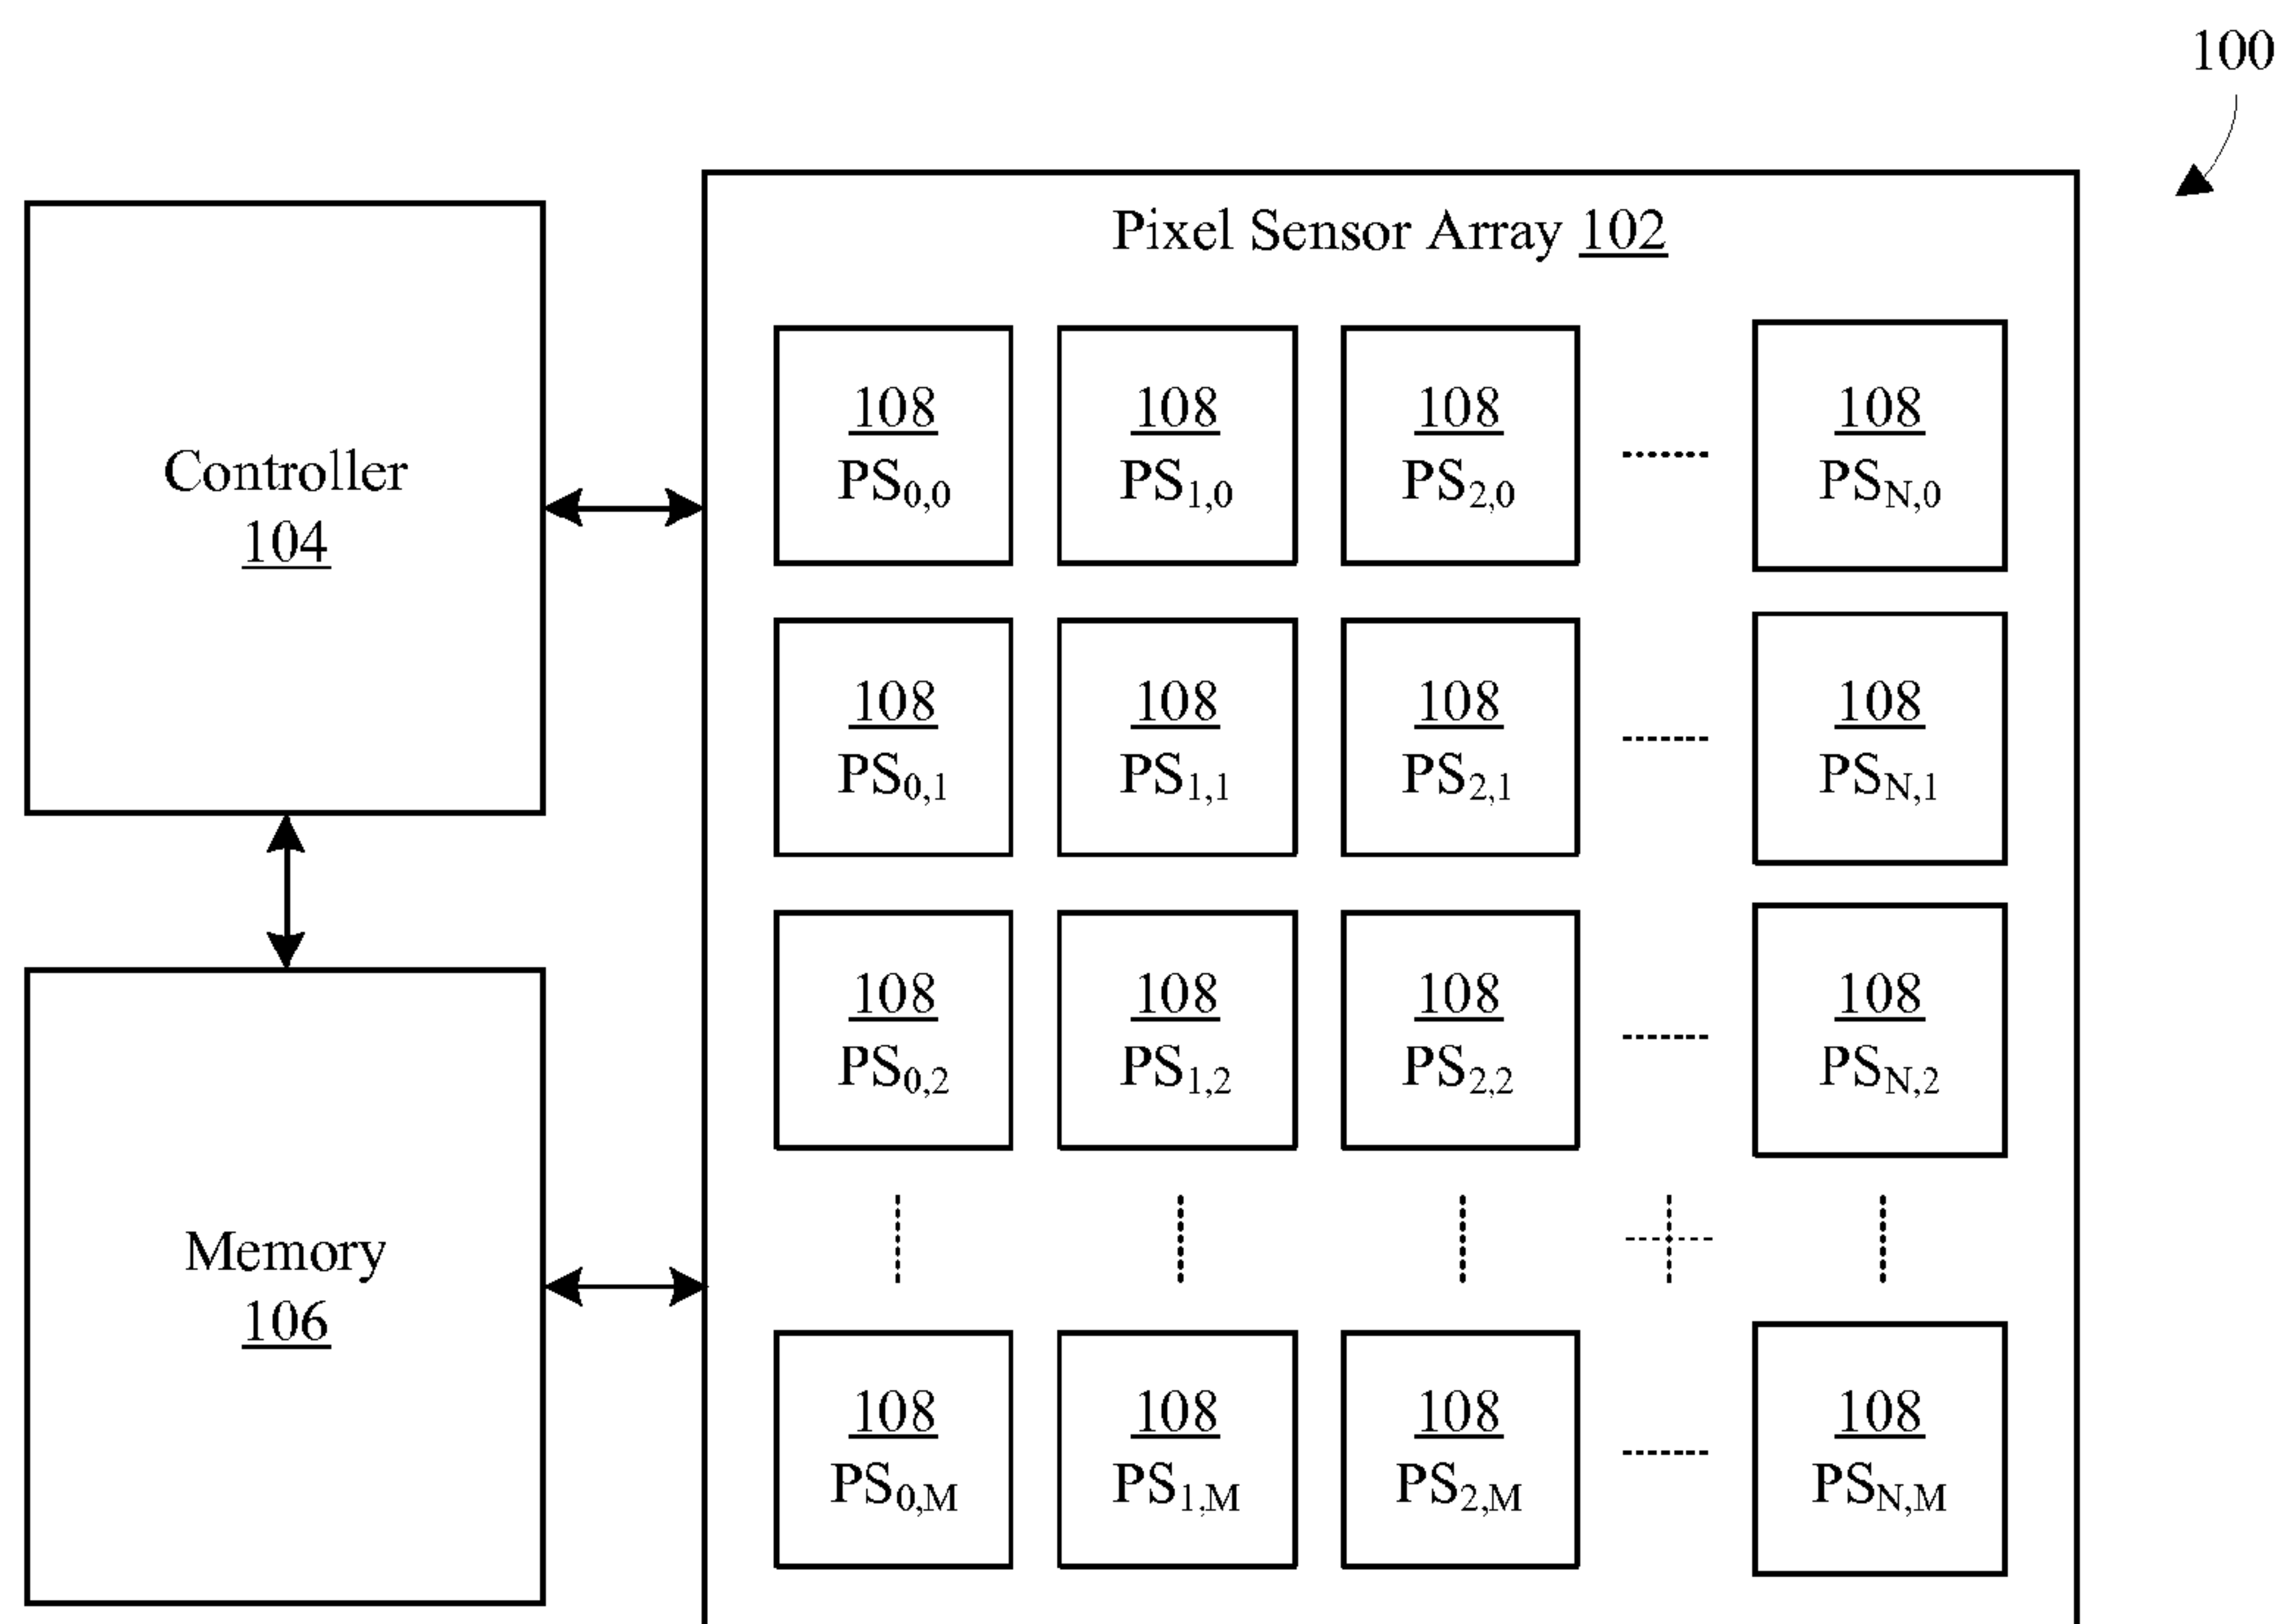 100
Pixel Sensor Array 102
Controller
104
108
PS0,0
108
PS1,0
108
PS2,0
108
PSN,0
108
PS0,1
108
PS1,1
108
PS2,1
108
PSN,1
108
PS0,2
108
PS1,2
108
PS2,2
108
PSN,2
Memory
106
108
PS0,M
108
PS1,M
108
PS2,M
108
PSN,M